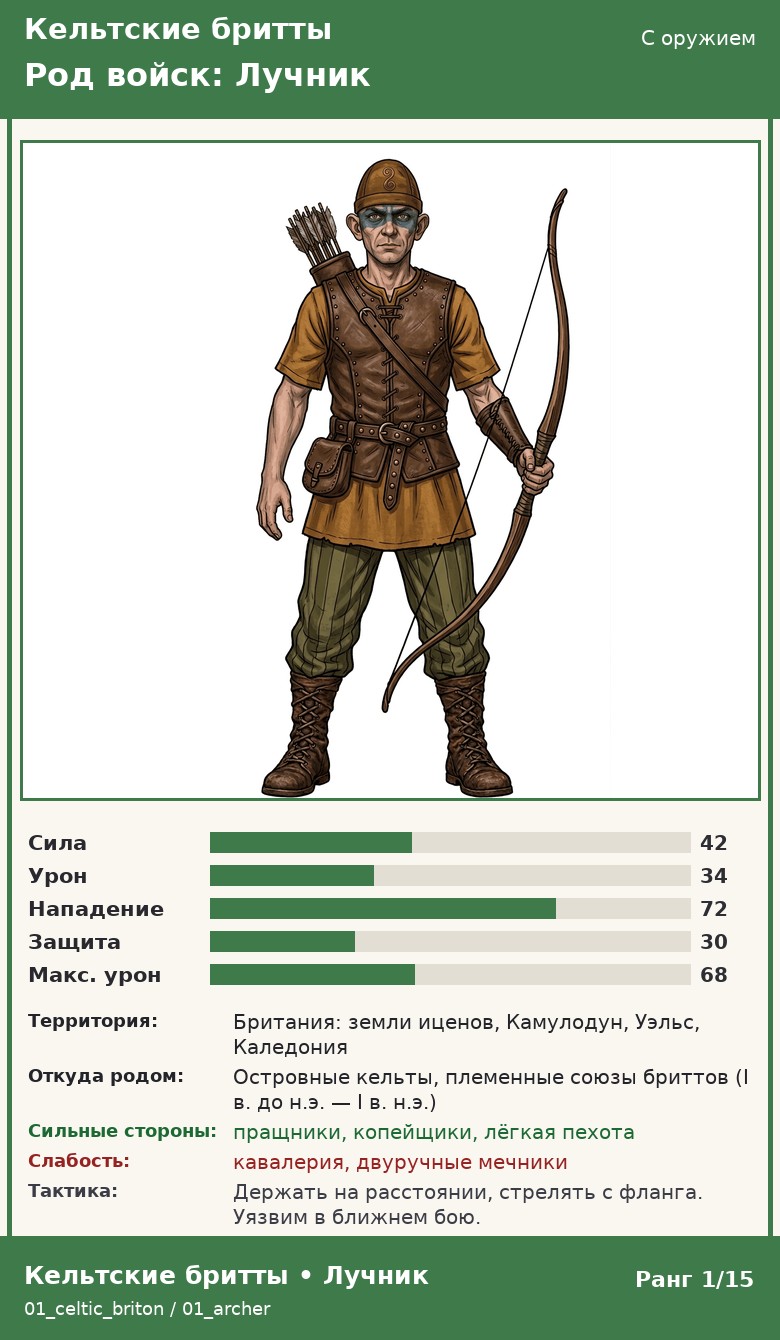 Кельтские бритты
С оружием
Род войск: Лучник
Сила 42
Урон 34
Нападение 72
Защита 30
Макс. урон 68
Территория: Британия: земли иценов, Камулодун, Уэльс,
Каледония
Откуда родом: Островные кельты, племенные союзы бриттов (I
в. до н.э. — I в. н.э.)
Сильные стороны: пращники, копейщики, лёгкая пехота
Слабость: кавалерия, двуручные мечники
Тактика: Держать на расстоянии, стрелять с фланга.
Уязвим в ближнем бою.
Кельтские бритты • Лучник
Ранг 1/15
01_celtic_briton / 01_archer